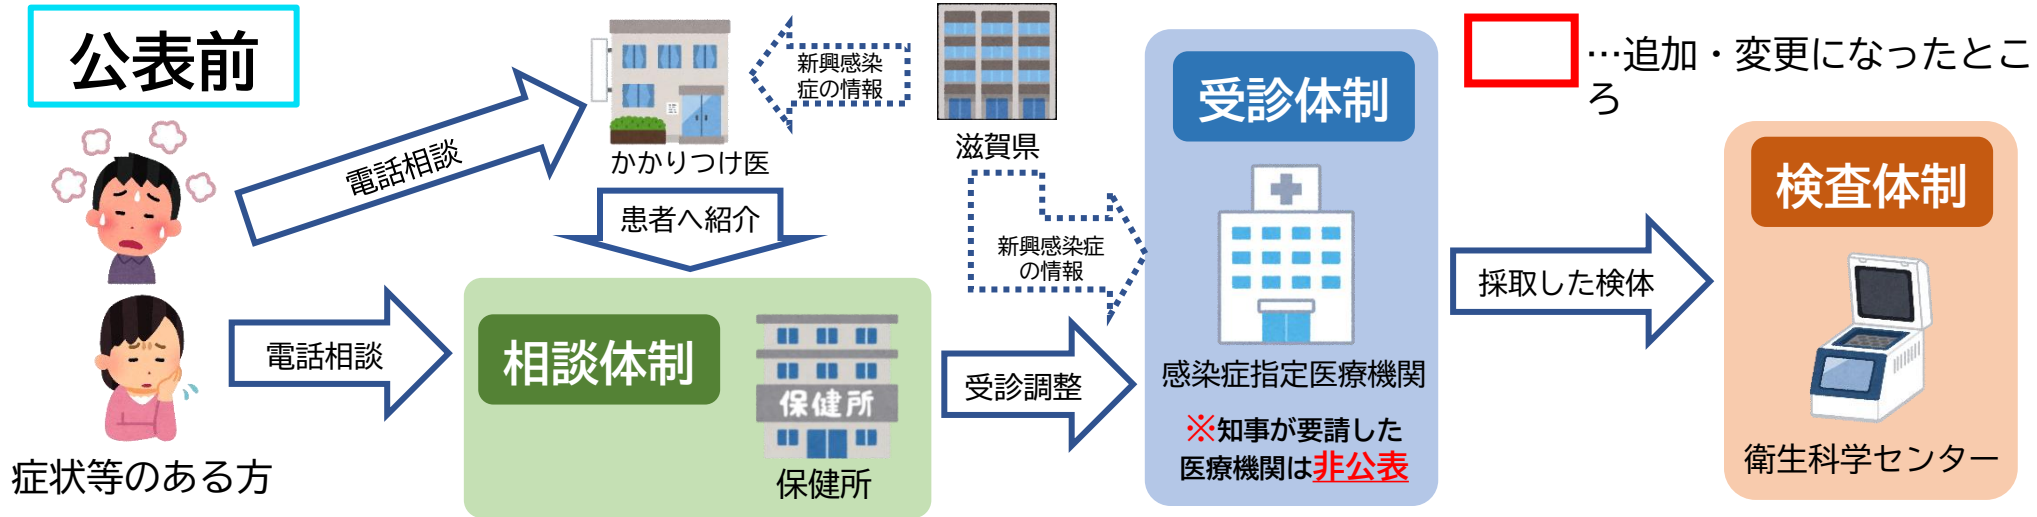 公表前
電話相談
かかりつけ医
新興感染
症の情報
滋賀県
患者へ紹介
新興感染症
の情報
症状等のある方
電話相談
相談体制
保健所
保健所
受診調整
受診体制
感染症指定医療機関
※知事が要請した
医療機関は非公表
採取した検体
…追加・変更になったとこ
ろ
検査体制
衛生科学センター